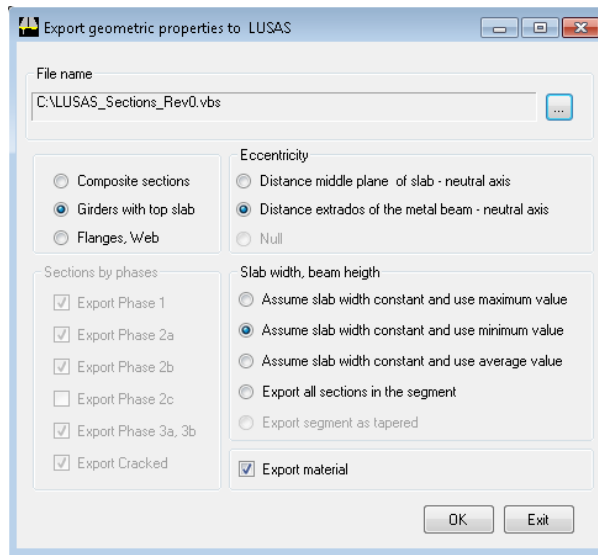 Export geometric properties to LUSAS
File name
C:\LUSAS_Sections_Rev0.vbs
...
Composite sections
Girders with top slab
Flanges, Web
Eccentricity
Distance middle plane of slab - neutral axis
Distance extrados of the metal beam - neutral axis
Null
Sections by phases
Export Phase 1
Export Phase 2a
Export Phase 2b
Export Phase 2c
Export Phase 3a, 3b
Export Cracked
Slab width, beam heigth
Assume slab width constant and use maximum value
Assume slab width constant and use minimum value
Assume slab width constant and use average value
Export all sections in the segment
Export segment as tapered
Export material
OK
Exit